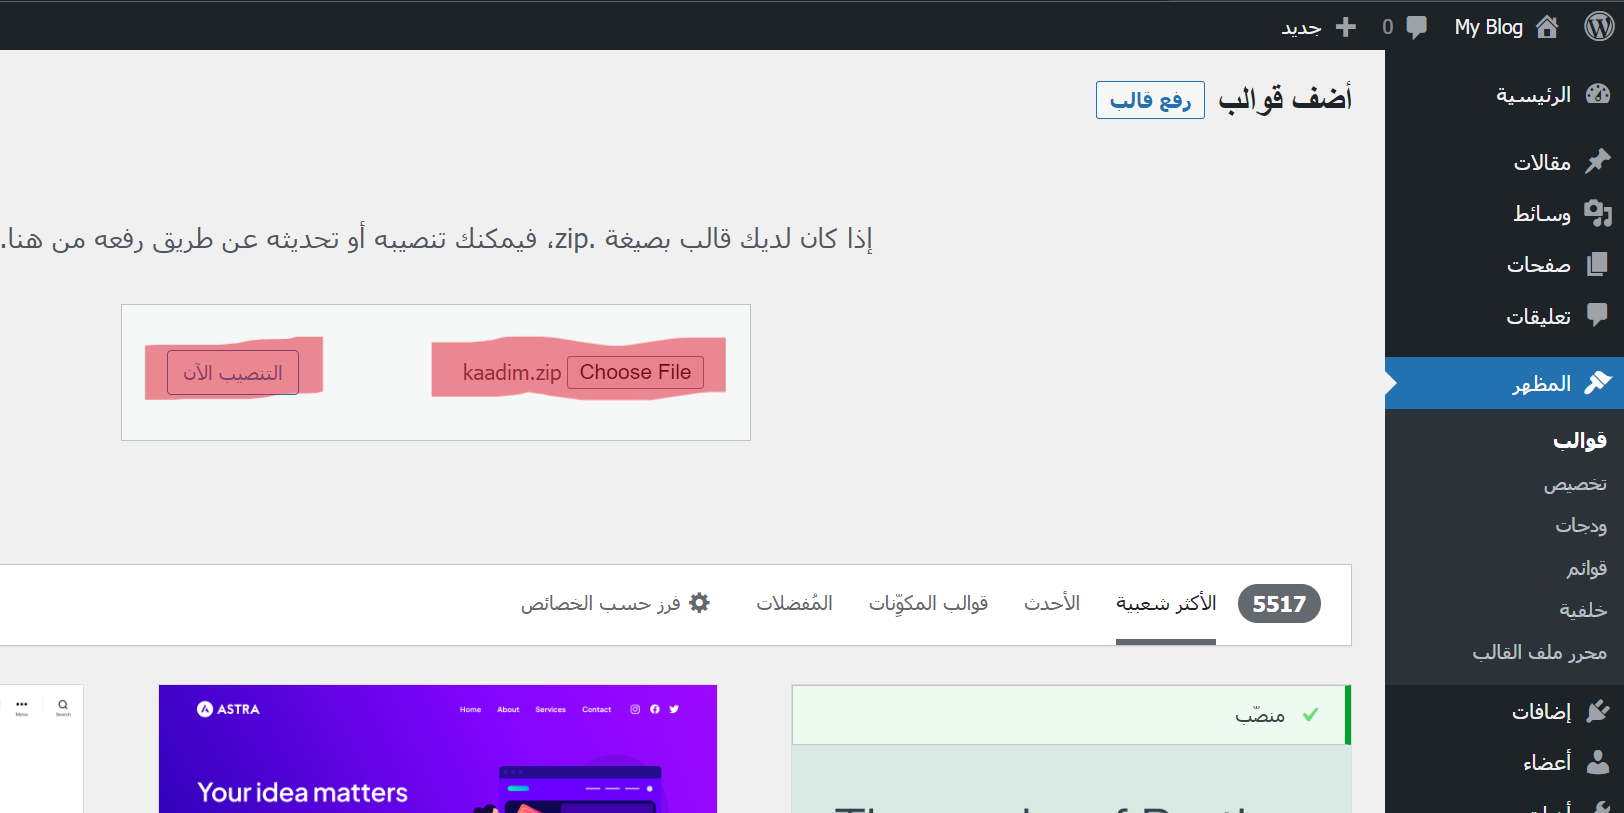 My Blog
0
جديد
الرئيسية
مقالات
وسائط
صفحات
تعليقات
المظهر
قوالب
تخصيص
ودجات
قوائم
خلفية
محرر ملف القالب
إضافات
أعضاء
أضف قوالب
رفع قالب
إذا كان لديك قالب بصيغة .zip، فيمكنك تنصيبه أو تحديثه عن طريق رفعه من هنا.
Choose File kaadim.zip
التنصيب الآن
5517 الأكثر شعبية الأحدث قوالب المكوّنات المُفضلات فرز حسب الخصائص
منصّب
ASTRA
Home About Services Contact
Your idea matters
Menu
Search